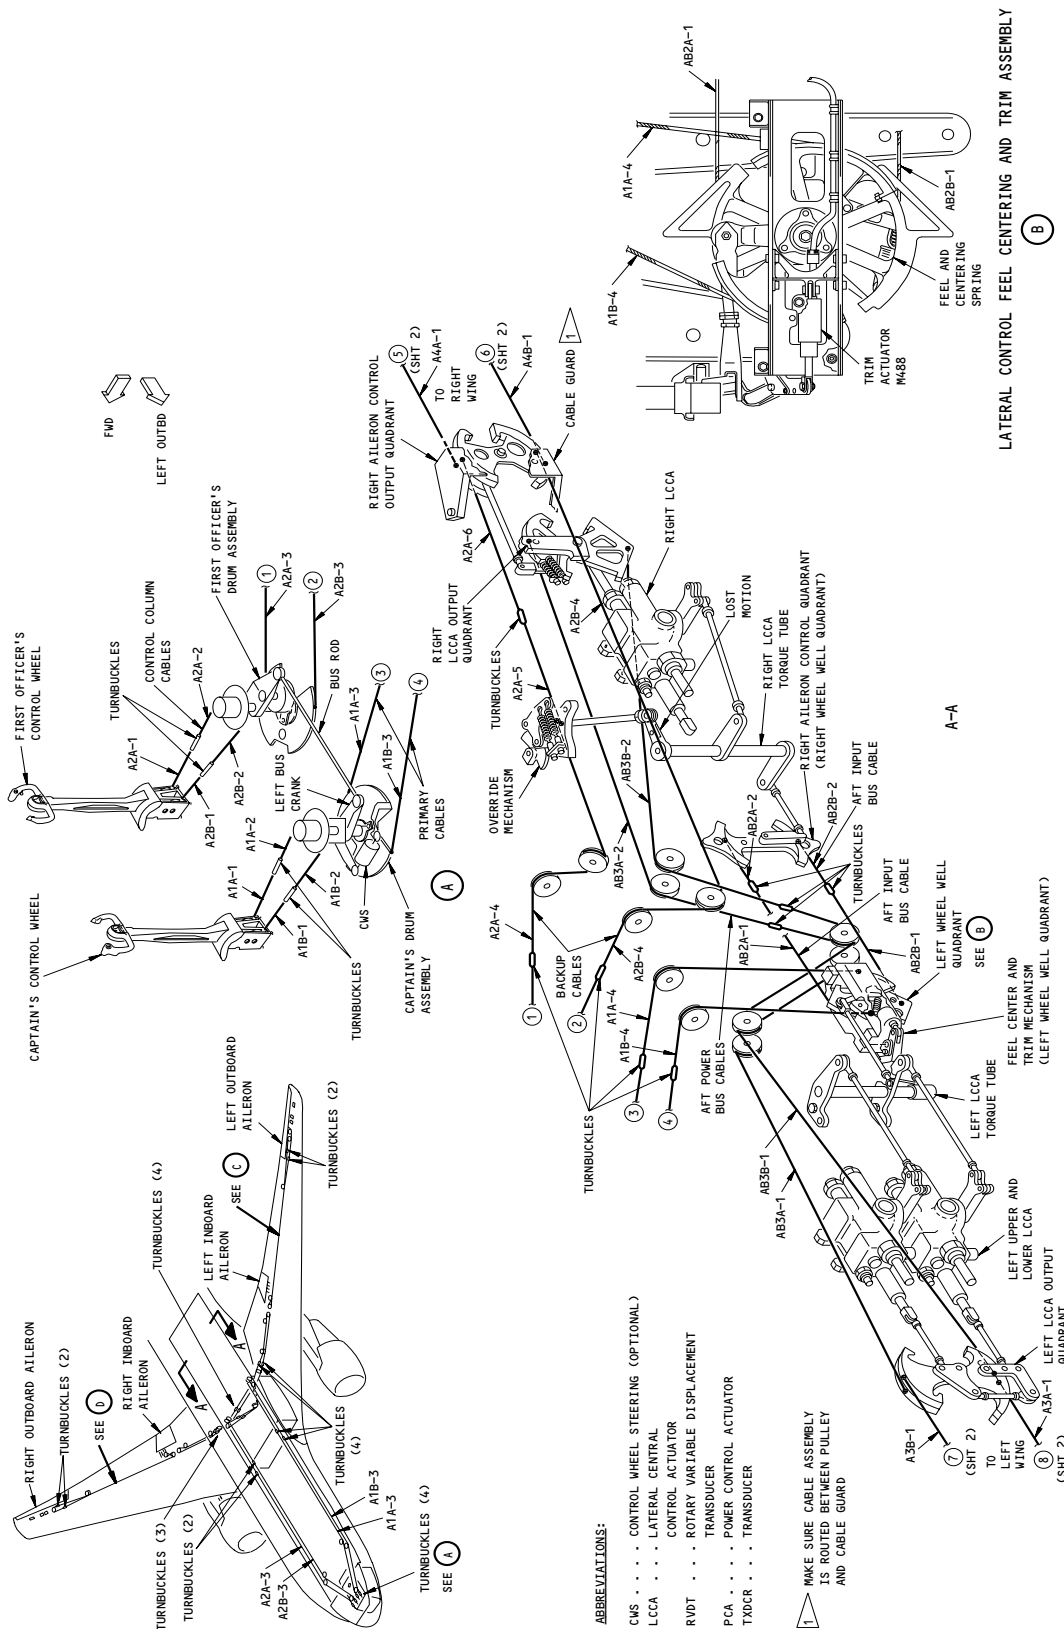 CAPTAIN'S CONTROL WHEEL
FIRST OFFICER'S
CONTROL WHEEL
TURNBUCKLES
CONTROL COLUMN
CABLES
A2A-1
A2A-2
A2B-1
A2B-2
A1A-1
A1A-2
A1B-1
A1B-2
TURNBUCKLES
FIRST OFFICER'S
DRUM ASSEMBLY
1
A2A-3
2
A2B-3
BUS ROD
LEFT BUS
CRANK
A1A-3
3
A1B-3
4
PRIMARY
CABLES
CWS
CAPTAIN'S DRUM
ASSEMBLY
A
FWD
LEFT OUTBD
RIGHT OUTBOARD AILERON
TURNBUCKLES (2)
SEE D
RIGHT INBOARD
AILERON
TURNBUCKLES (4)
LEFT INBOARD
AILERON
SEE C
LEFT OUTBOARD
AILERON
TURNBUCKLES (2)
A
A
TURNBUCKLES (3)
TURNBUCKLES (2)
A2A-3
A2B-3
TURNBUCKLES
(4)
A1B-3
A1A-3
TURNBUCKLES (4)
SEE A
RIGHT AILERON CONTROL
OUTPUT QUADRANT
5
(SHT 2)
A4A-1
TO
RIGHT
WING
6
(SHT 2)
A4B-1
CABLE GUARD 1
A2A-6
RIGHT
LCCA OUTPUT
QUADRANT
TURNBUCKLES
A2A-5
A2B-4
RIGHT LCCA
OVERRIDE
MECHANISM
LOST
MOTION
RIGHT LCCA
TORQUE TUBE
RIGHT AILERON CONTROL QUADRANT
(RIGHT WHEEL WELL QUADRANT)
A-A
AB3B-2
AB3A-2
AB2A-2
AFT INPUT
BUS CABLE
AB2B-2
TURNBUCKLES
A2A-4
BACKUP
CABLES
A2B-4
1
2
A1A-4
A1B-4
3
4
TURNBUCKLES
AFT POWER
BUS CABLES
AB2A-1
AFT INPUT
BUS CABLE
AB2B-1
LEFT WHEEL WELL
QUADRANT
SEE B
FEEL CENTER AND
TRIM MECHANISM
(LEFT WHEEL WELL QUADRANT)
LEFT LCCA
TORQUE TUBE
AB3B-1
AB3A-1
LEFT UPPER AND
LOWER LCCA
LEFT LCCA OUTPUT
QUADRANT
A3B-1
7
(SHT 2)
TO
LEFT
WING
A3A-1
8
(SHT 2)
AB2A-1
A1A-4
A1B-4
AB2B-1
FEEL AND
CENTERING
SPRING
TRIM
ACTUATOR
M488
LATERAL CONTROL FEEL CENTERING AND TRIM ASSEMBLY
B
ABBREVIATIONS:
CWS . . . . CONTROL WHEEL STEERING (OPTIONAL)
LCCA . . . . LATERAL CENTRAL
CONTROL ACTUATOR
RVDT . . . . ROTARY VARIABLE DISPLACEMENT
TRANSDUCER
PCA . . . . POWER CONTROL ACTUATOR
TXDCR . . . TRANSDUCER
1 MAKE SURE CABLE ASSEMBLY
IS ROUTED BETWEEN PULLEY
AND CABLE GUARD